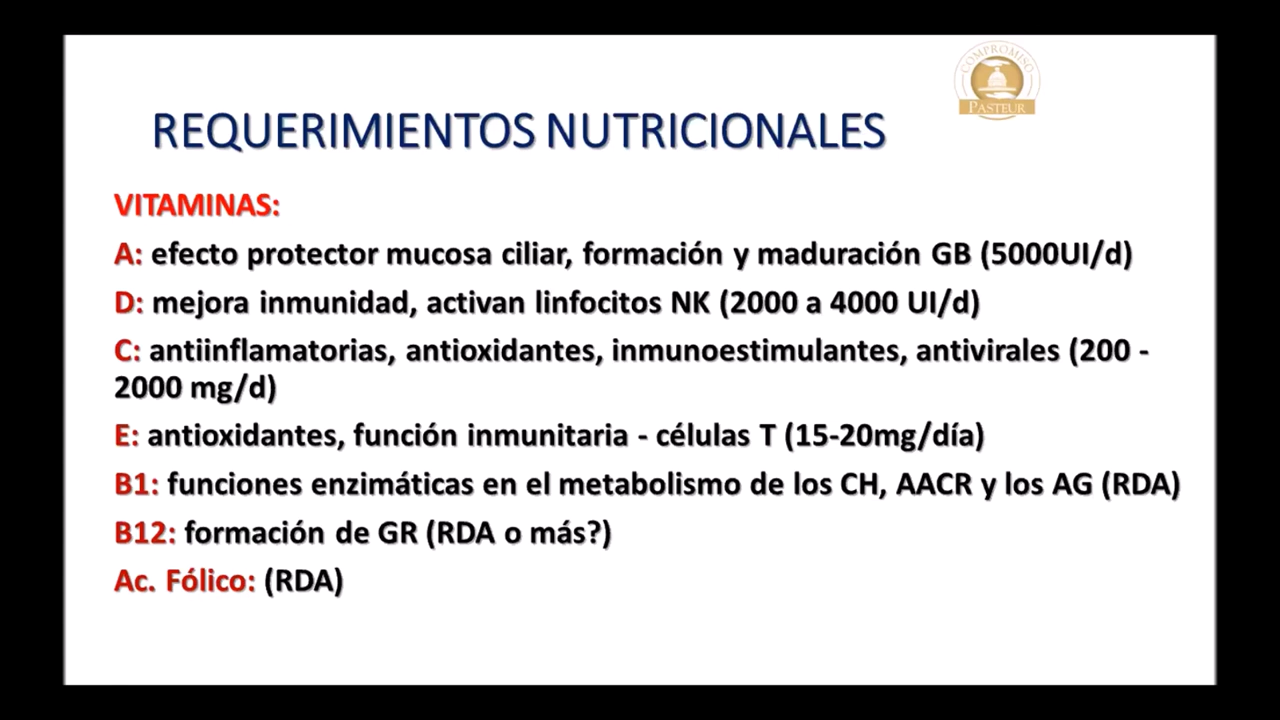 COMPROMISO
PASTEUR
REQUERIMIENTOS NUTRICIONALES
VITAMINAS:
A: efecto protector mucosa ciliar, formación y maduración GB (5000UI/d)
D: mejora inmunidad, activan linfocitos NK (2000 a 4000 UI/d)
C: antiinflamatorias, antioxidantes, inmunoestimulantes, antivirales (200 -
2000 mg/d)
E: antioxidantes, función inmunitaria - células T (15-20mg/día)
B1: funciones enzimáticas en el metabolismo de los CH, AACR y los AG (RDA)
B12: formación de GR (RDA o más?)
Ac. Fólico: (RDA)